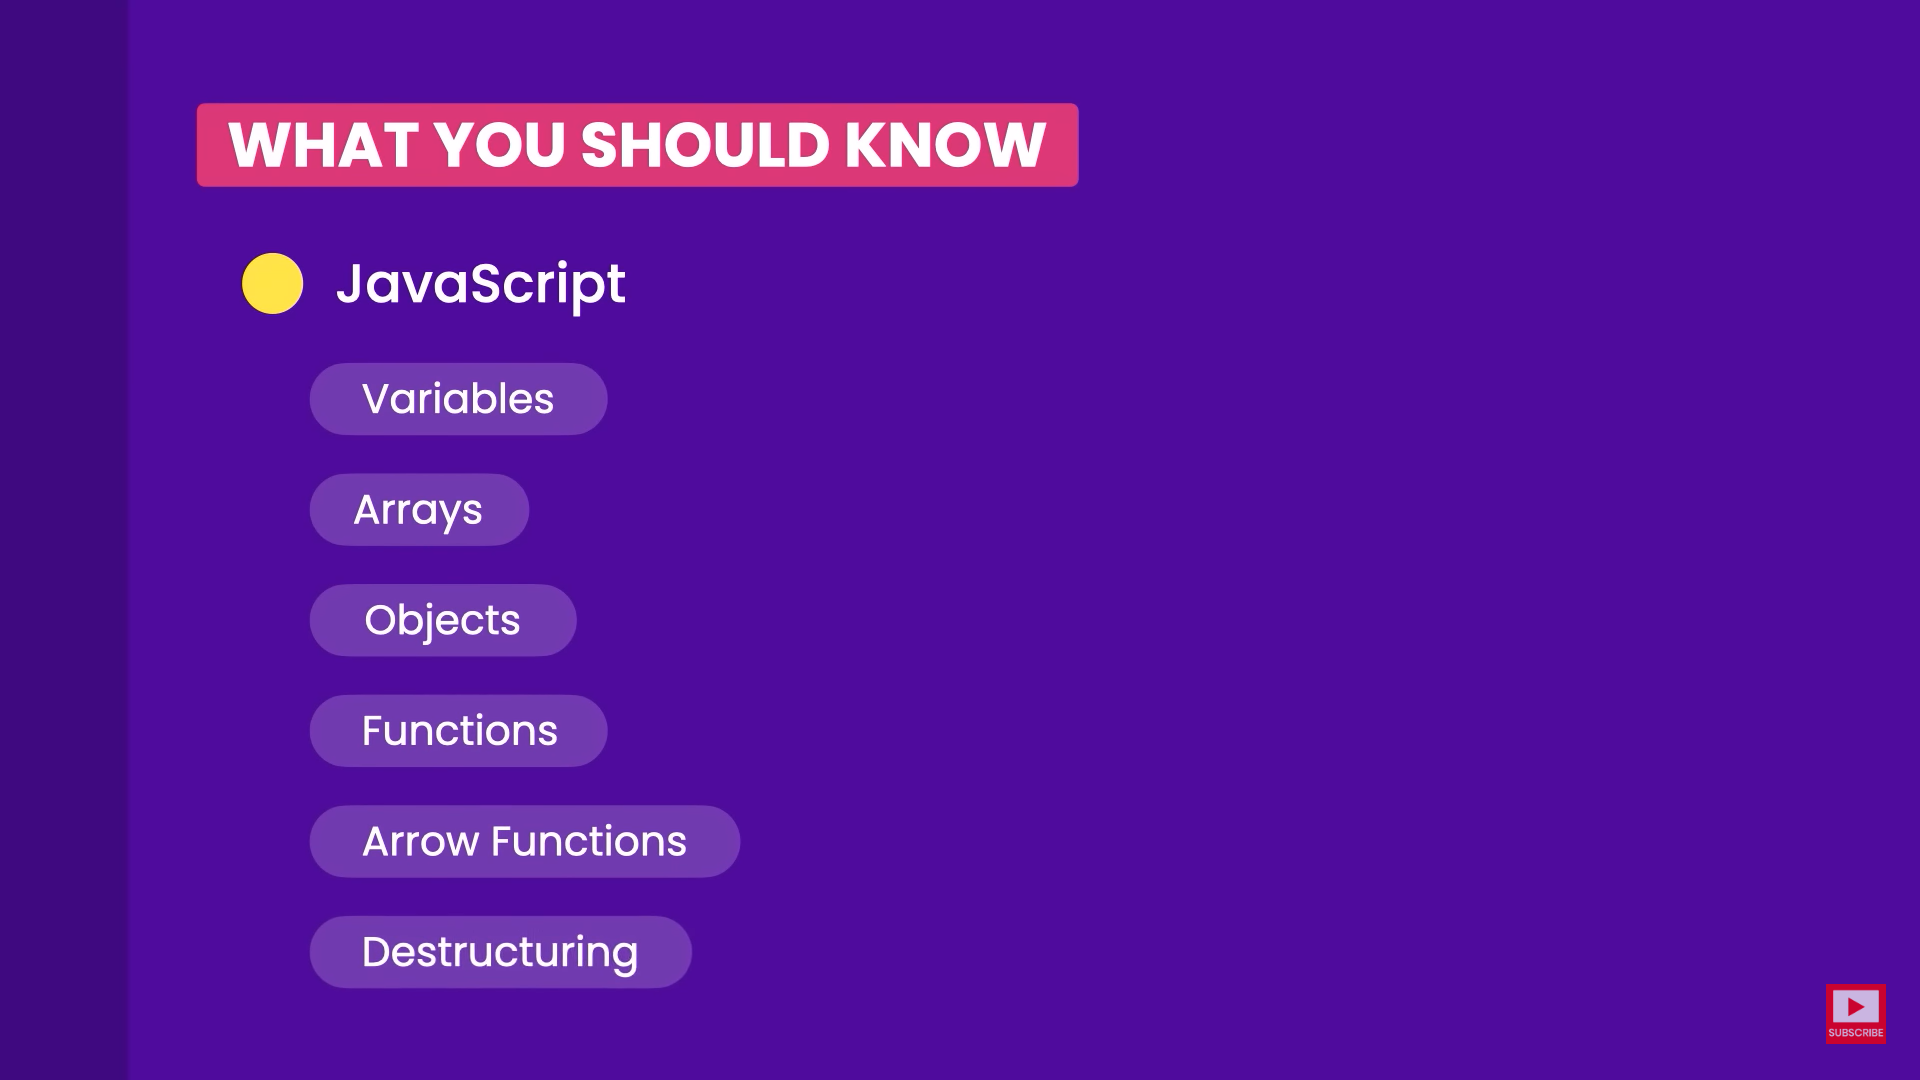 WHAT YOU SHOULD KNOW
JavaScript
Variables
Arrays
Objects
Functions
Arrow Functions
Destructuring
SUBSCRIBE